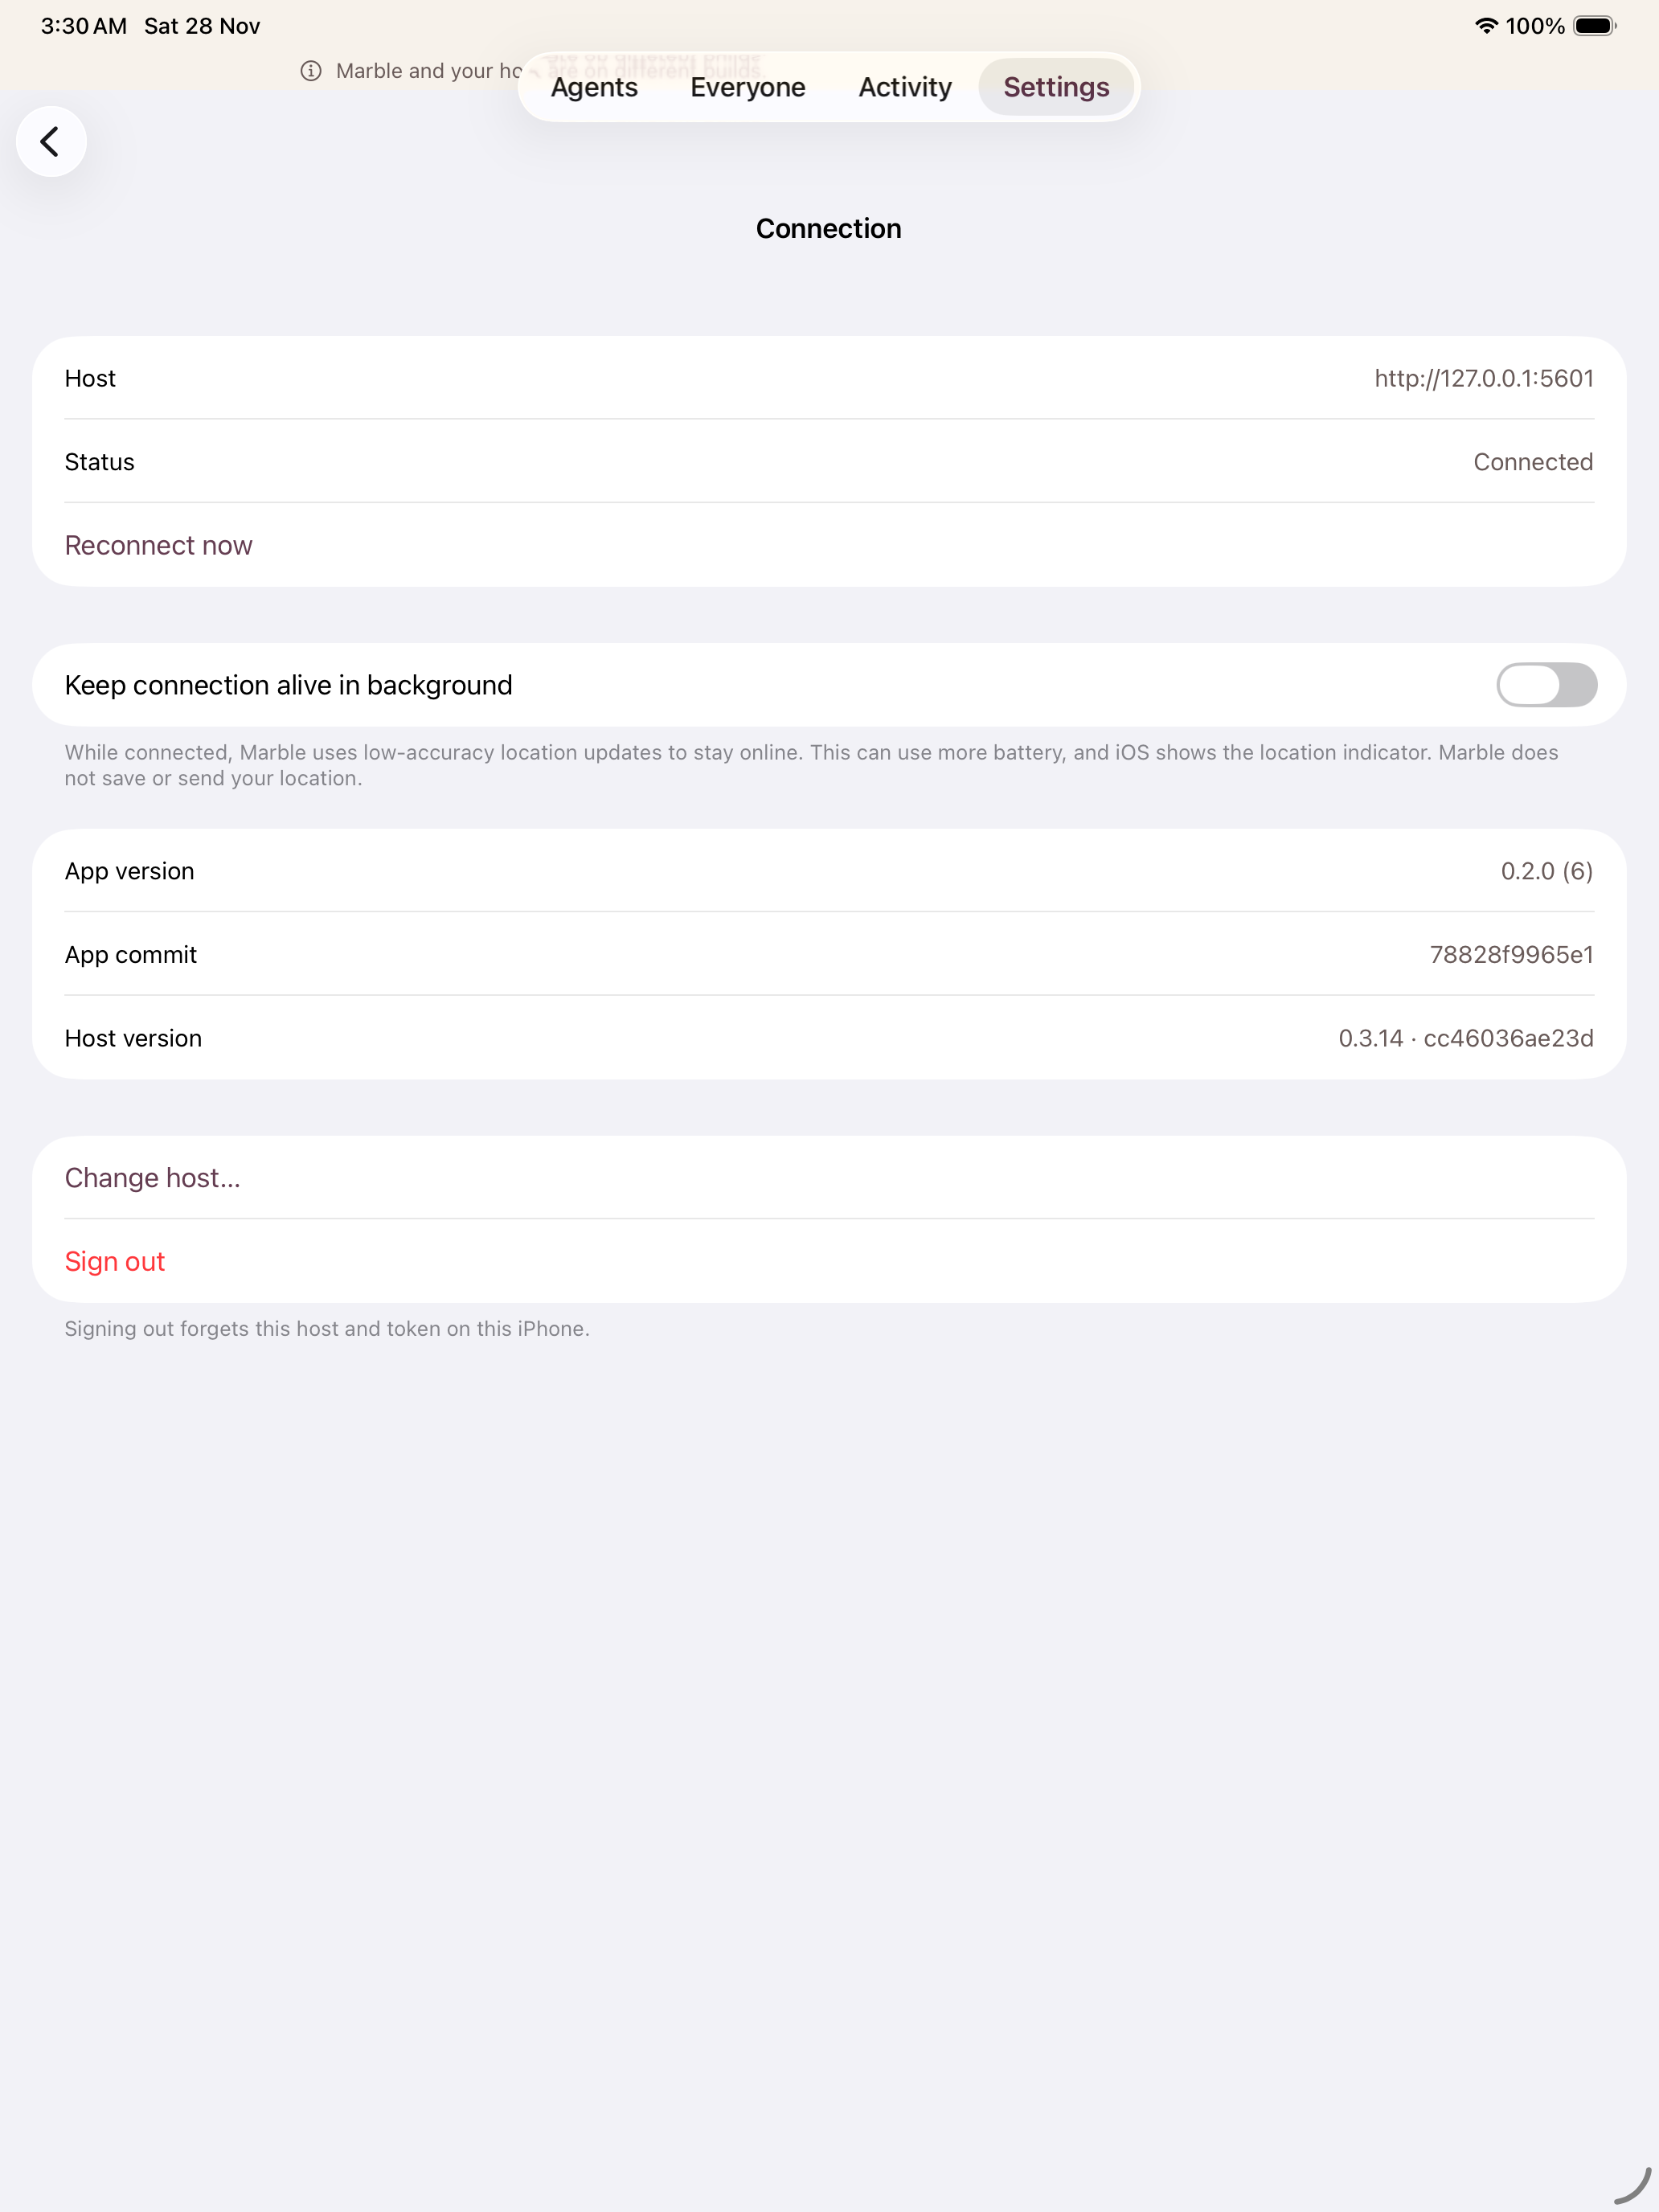 3:30 AM Sat 28 Nov
100%
Marble and your ho are on different builds.
Agents Everyone Activity Settings
Connection
Host http://127.0.0.1:5601
Status Connected
Reconnect now
Keep connection alive in background
While connected, Marble uses low-accuracy location updates to stay online. This can use more battery, and iOS shows the location indicator. Marble does
not save or send your location.
App version 0.2.0 (6)
App commit 78828f9965e1
Host version 0.3.14 · cc46036ae23d
Change host...
Sign out
Signing out forgets this host and token on this iPhone.